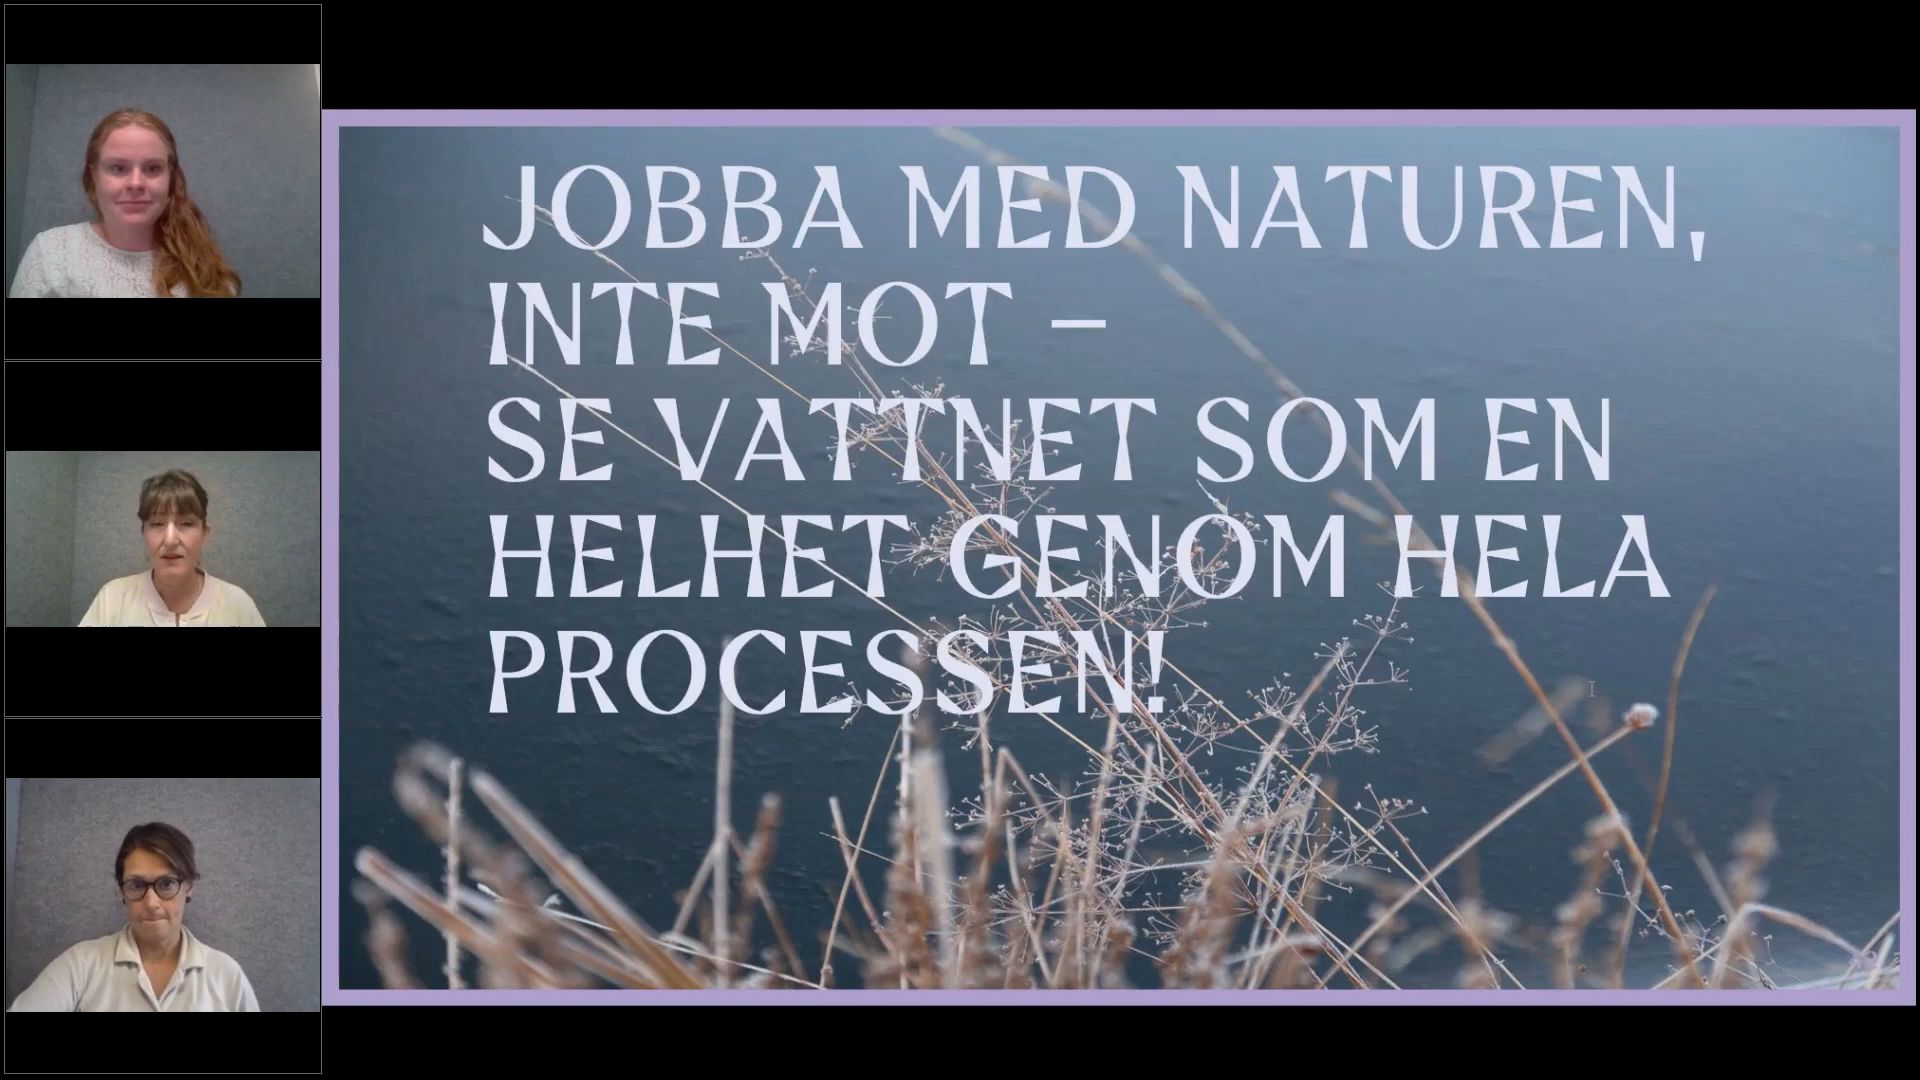 JOBBA MED NATUREN,
INTE MOT –
SE VATTNET SOM EN
HELHET GENOM HELA
PROCESSEN!